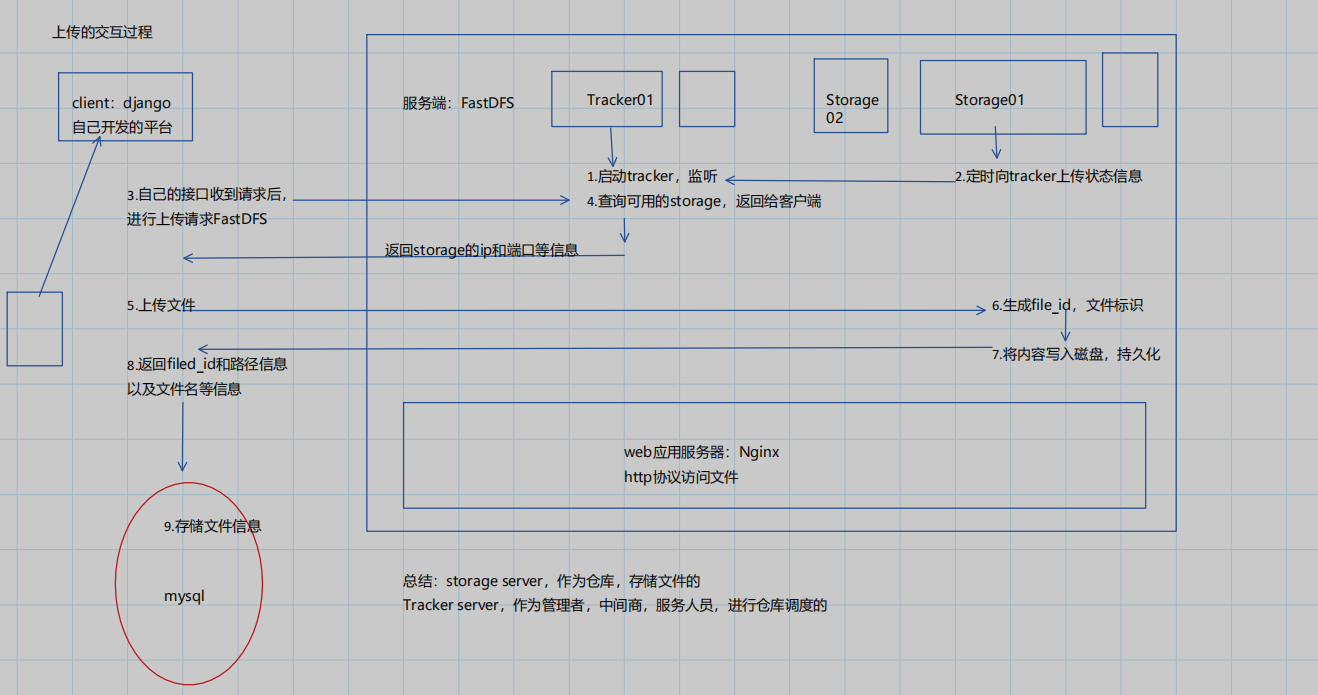 上传的交互过程
client：django
自己开发的平台
服务端：FastDFS
Tracker01
Storage
02
Storage01
1.启动tracker，监听
2.定时向tracker上传状态信息
3.自己的接口收到请求后，
进行上传请求FastDFS
4.查询可用的storage，返回给客户端
返回storage的ip和端口等信息
5.上传文件
6.生成file_id，文件标识
7.将内容写入磁盘，持久化
8.返回filed_id和路径信息
以及文件名等信息
web应用服务器：Nginx
http协议访问文件
9.存储文件信息
mysql
总结：storage server，作为仓库，存储文件的
Tracker server，作为管理者，中间商，服务人员，进行仓库调度的